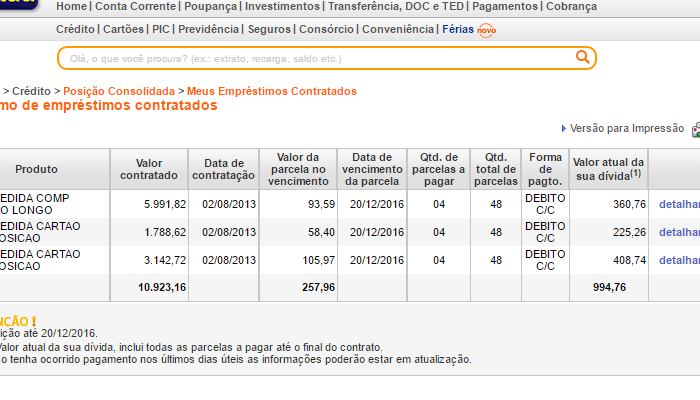 Home | Conta Corrente | Poupança | Investimentos | Transferência, DOC e TED | Pagamentos | Cobrança
Crédito | Cartões | PIC | Previdência | Seguros | Consórcio | Conveniência | Férias novo
Olá, o que você procura? (ex.: extrato, recarga, saldo etc.)
> Crédito > Posição Consolidada > Meus Empréstimos Contratados
mo de empréstimos contratados
Versão para Impressão
Produto
Valor
contratado
Data de
contratação
Valor da
parcela no
vencimento
Data de
vencimento
da parcela
Qtd. de
parcelas a
pagar
Qtd.
total de
parcelas
Forma
de
pagto.
Valor atual da
sua dívida(1)
EDIDA COMP
O LONGO
5.991,82
02/08/2013
93,59
20/12/2016
04
48
DEBITO
C/C
360,76
detalhar
EDIDA CARTAO
OSICAO
1.788,62
02/08/2013
58,40
20/12/2016
04
48
DEBITO
C/C
225,26
detalhar
EDIDA CARTAO
OSICAO
3.142,72
02/08/2013
105,97
20/12/2016
04
48
DEBITO
C/C
408,74
detalhar
10.923,16
257,96
994,76
NÇÃO !
ição até 20/12/2016.
Valor atual da sua dívida, inclui todas as parcelas a pagar até o final do contrato.
o tenha ocorrido pagamento nos últimos dias úteis as informações poderão estar em atualização.